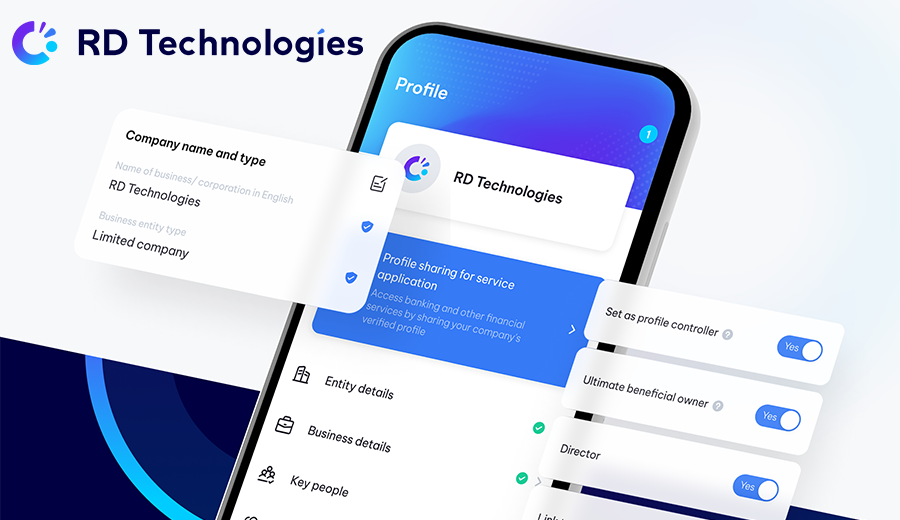 RD Technologies
Profile
1
Company name and type
Name of business/ corporation in English
RD Technologies
Business entity type
Limited company
RD Technologies
Profile sharing for service
application
Access banking and other financial
services by sharing your company's
verified profile
Set as profile controller ?
Yes
Ultimate beneficial owner ?
Yes
Director
Yes
Entity details
Business details
Key people